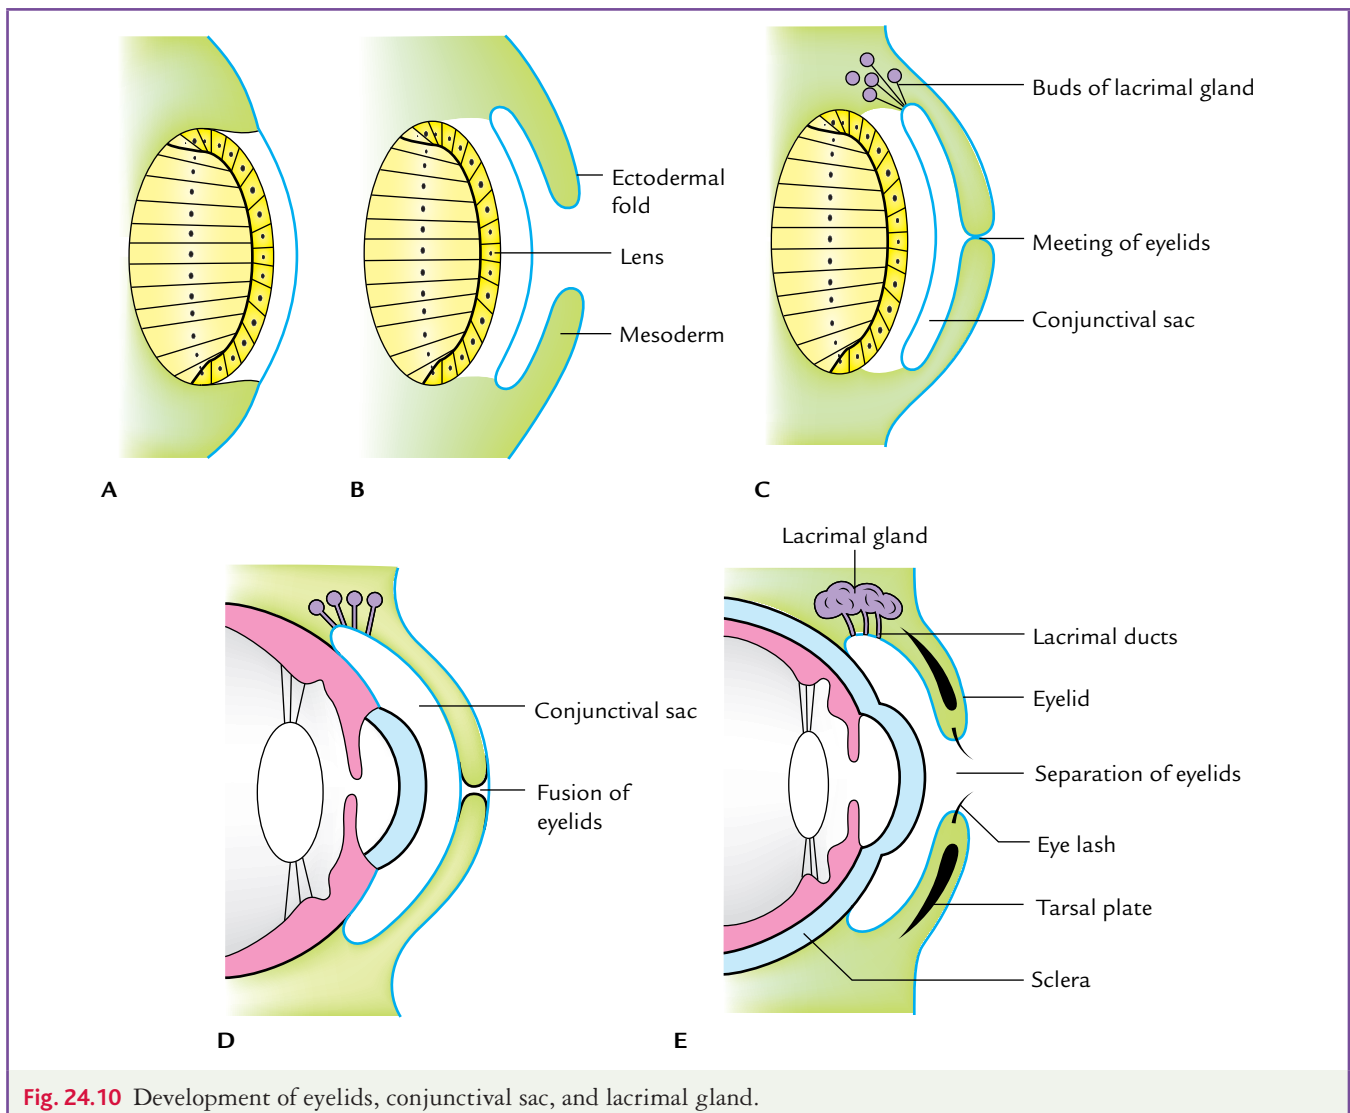 Buds of lacrimal gland
Ectodermal
fold
Meeting of eyelids
Lens
Conjunctival sac
Mesoderm
A
B
C
Lacrimal gland
Lacrimal ducts
Eyelid
Conjunctival sac
Separation of eyelids
Fusion of
eyelids
Eye lash
Tarsal plate
Sclera
D
E
Fig. 24.10 Development of eyelids, conjunctival sac, and lacrimal gland.